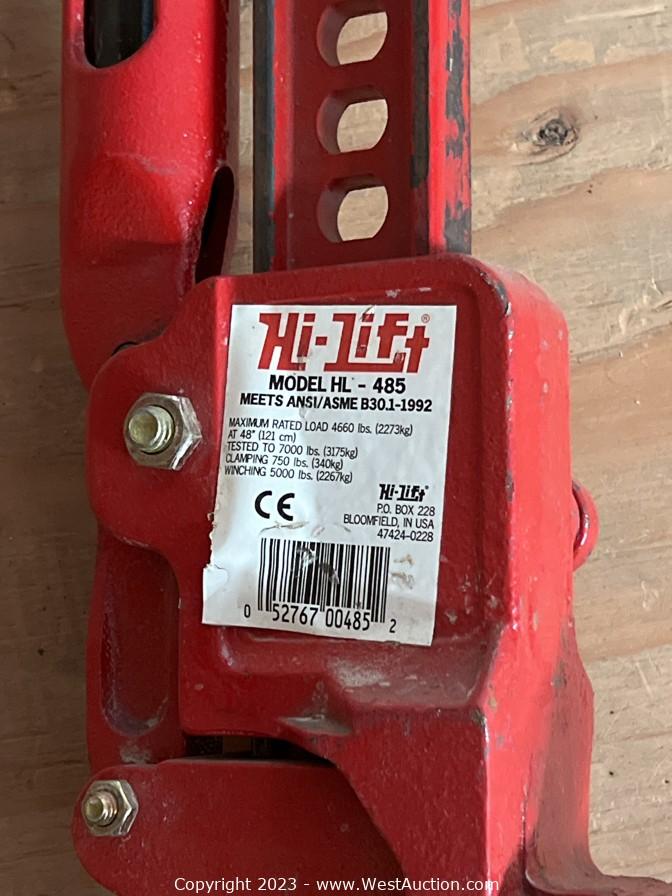 Hi-Lift®
MODEL HL - 485
MEETS ANSI/ASME B30.1-1992
MAXIMUM RATED LOAD 4660 lbs. (2273kg)
AT 48" (121 cm)
TESTED TO 7000 lbs. (3175kg)
CLAMPING 750 lbs. (340kg)
WINCHING 5000 lbs. (2267kg)
CE
Hi-Lift®
P.O. BOX 228
BLOOMFIELD, IN USA
47424-0228
0 52767 00485 2
Copyright 2023 - www.WestAuction.com